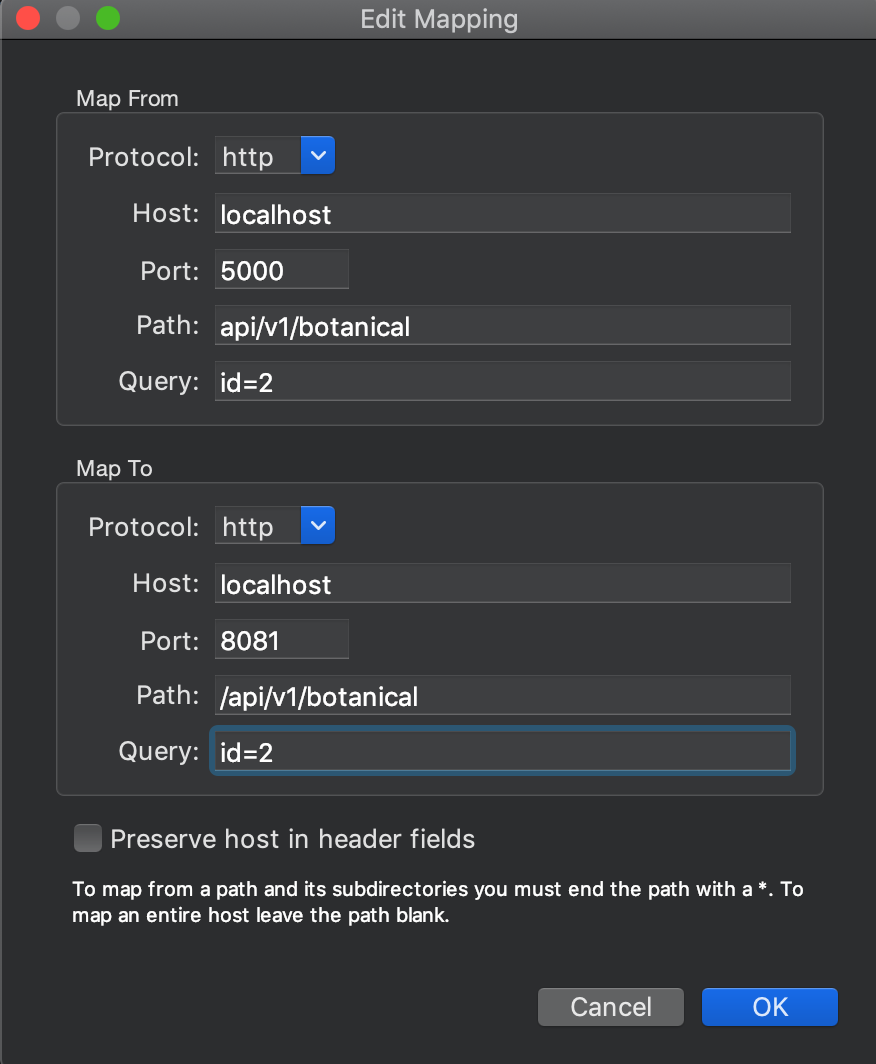 Edit Mapping
Map From
Protocol: http
Host: localhost
Port: 5000
Path: api/v1/botanical
Query: id=2
Map To
Protocol: http
Host: localhost
Port: 8081
Path: /api/v1/botanical
Query: id=2
Preserve host in header fields
To map from a path and its subdirectories you must end the path with a *. To
map an entire host leave the path blank.
Cancel OK